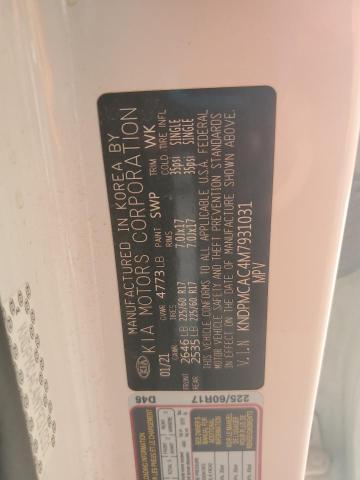 MANUFACTURED IN KOREA BY
KIA KIA MOTORS CORPORATION
01/21 GVWR 4773 LB PAINT SWP TRIM WK
GAWR TIRES RIMS COLD TIRE INFL
FRONT 2646 LB 225/60 R17 7.0Jx17 35psi SINGLE
REAR 2535 LB 225/60 R17 7.0Jx17 35psi SINGLE
THIS VEHICLE CONFORMS TO ALL APPLICABLE U.S.A. FEDERAL
MOTOR VEHICLE SAFETY AND THEFT PREVENTION STANDARDS
IN EFFECT ON THE DATE OF MANUFACTURE SHOWN ABOVE.
V.I.N KNDPMCAC4M7931031
MPV
D46
225/60R17